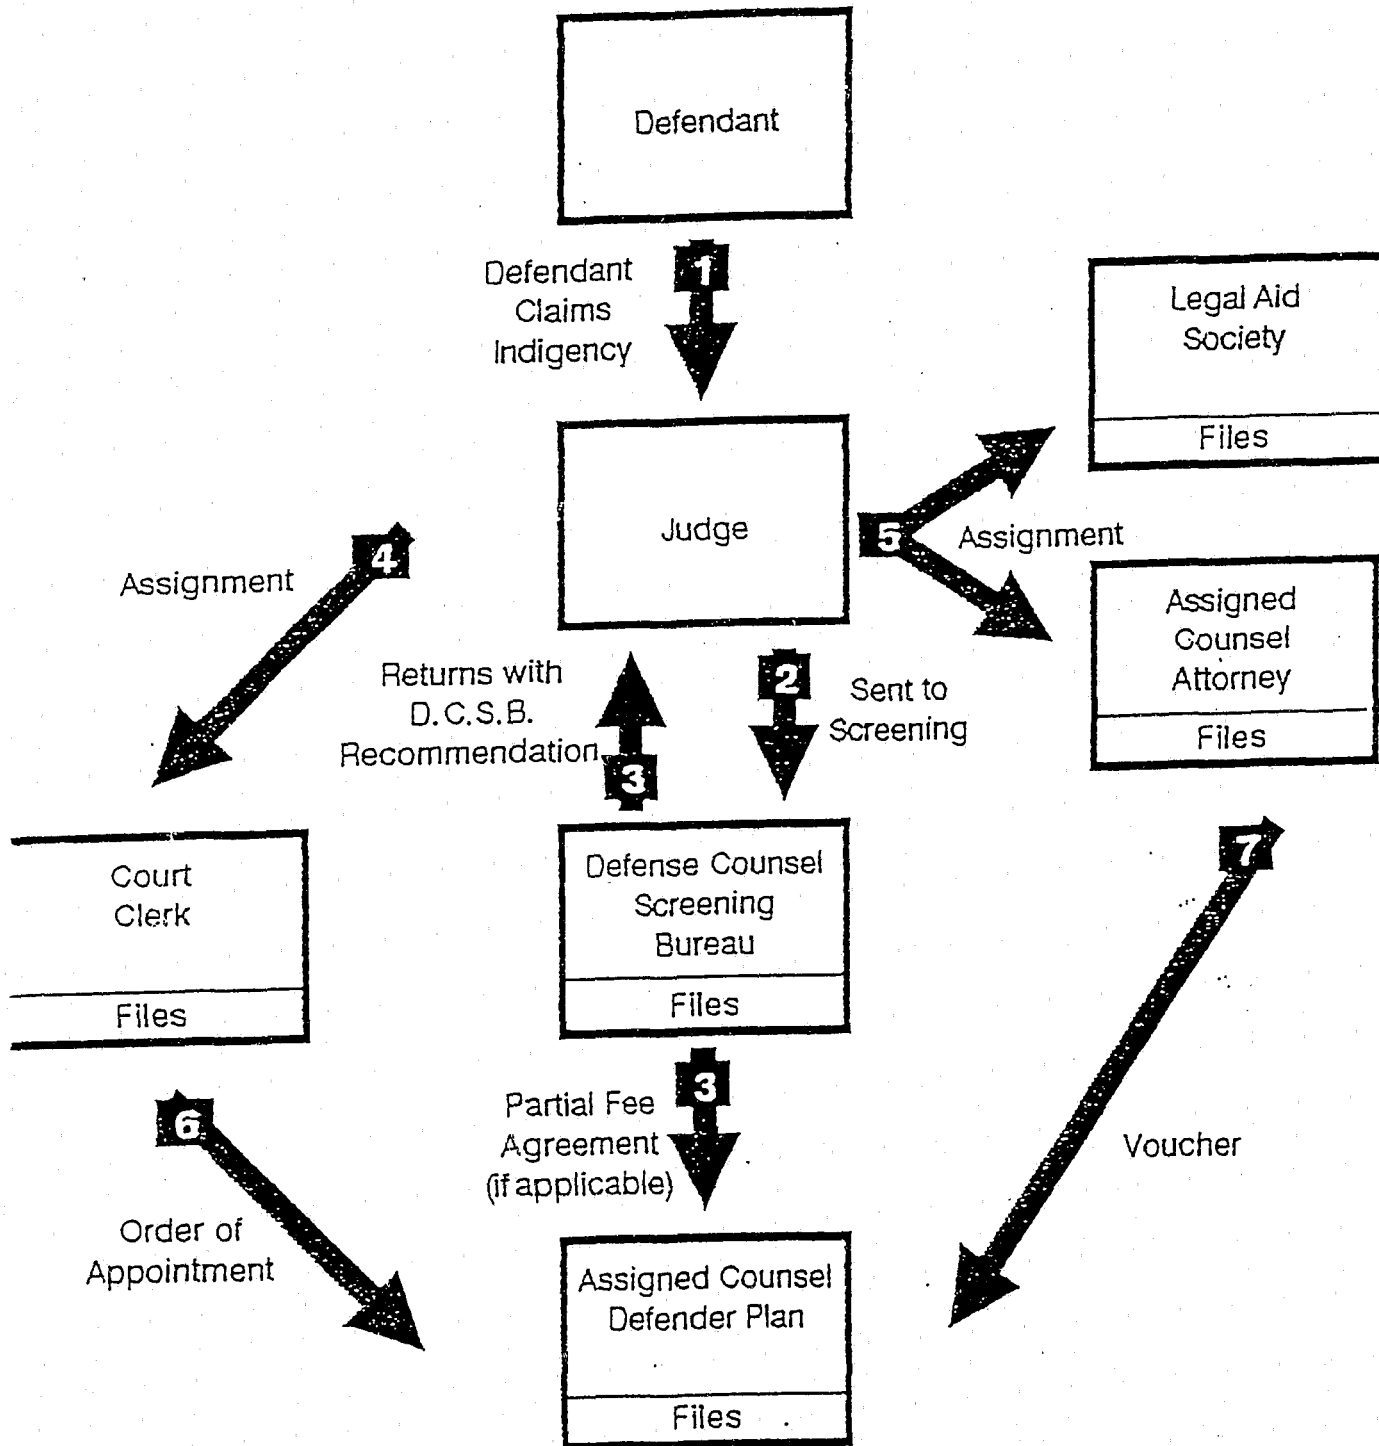 Defendant
1
Defendant
Claims
Indigency
Legal Aid
Society
Files
Judge
5
Assignment
4
Assignment
Assigned
Counsel
Attorney
Files
Returns with
D.C.S.B.
Recommendation
3
2
Sent to
Screening
Court
Clerk
Files
Defense Counsel
Screening
Bureau
Files
7
Voucher
6
Order of
Appointment
3
Partial Fee
Agreement
(if applicable)
Assigned Counsel
Defender Plan
Files